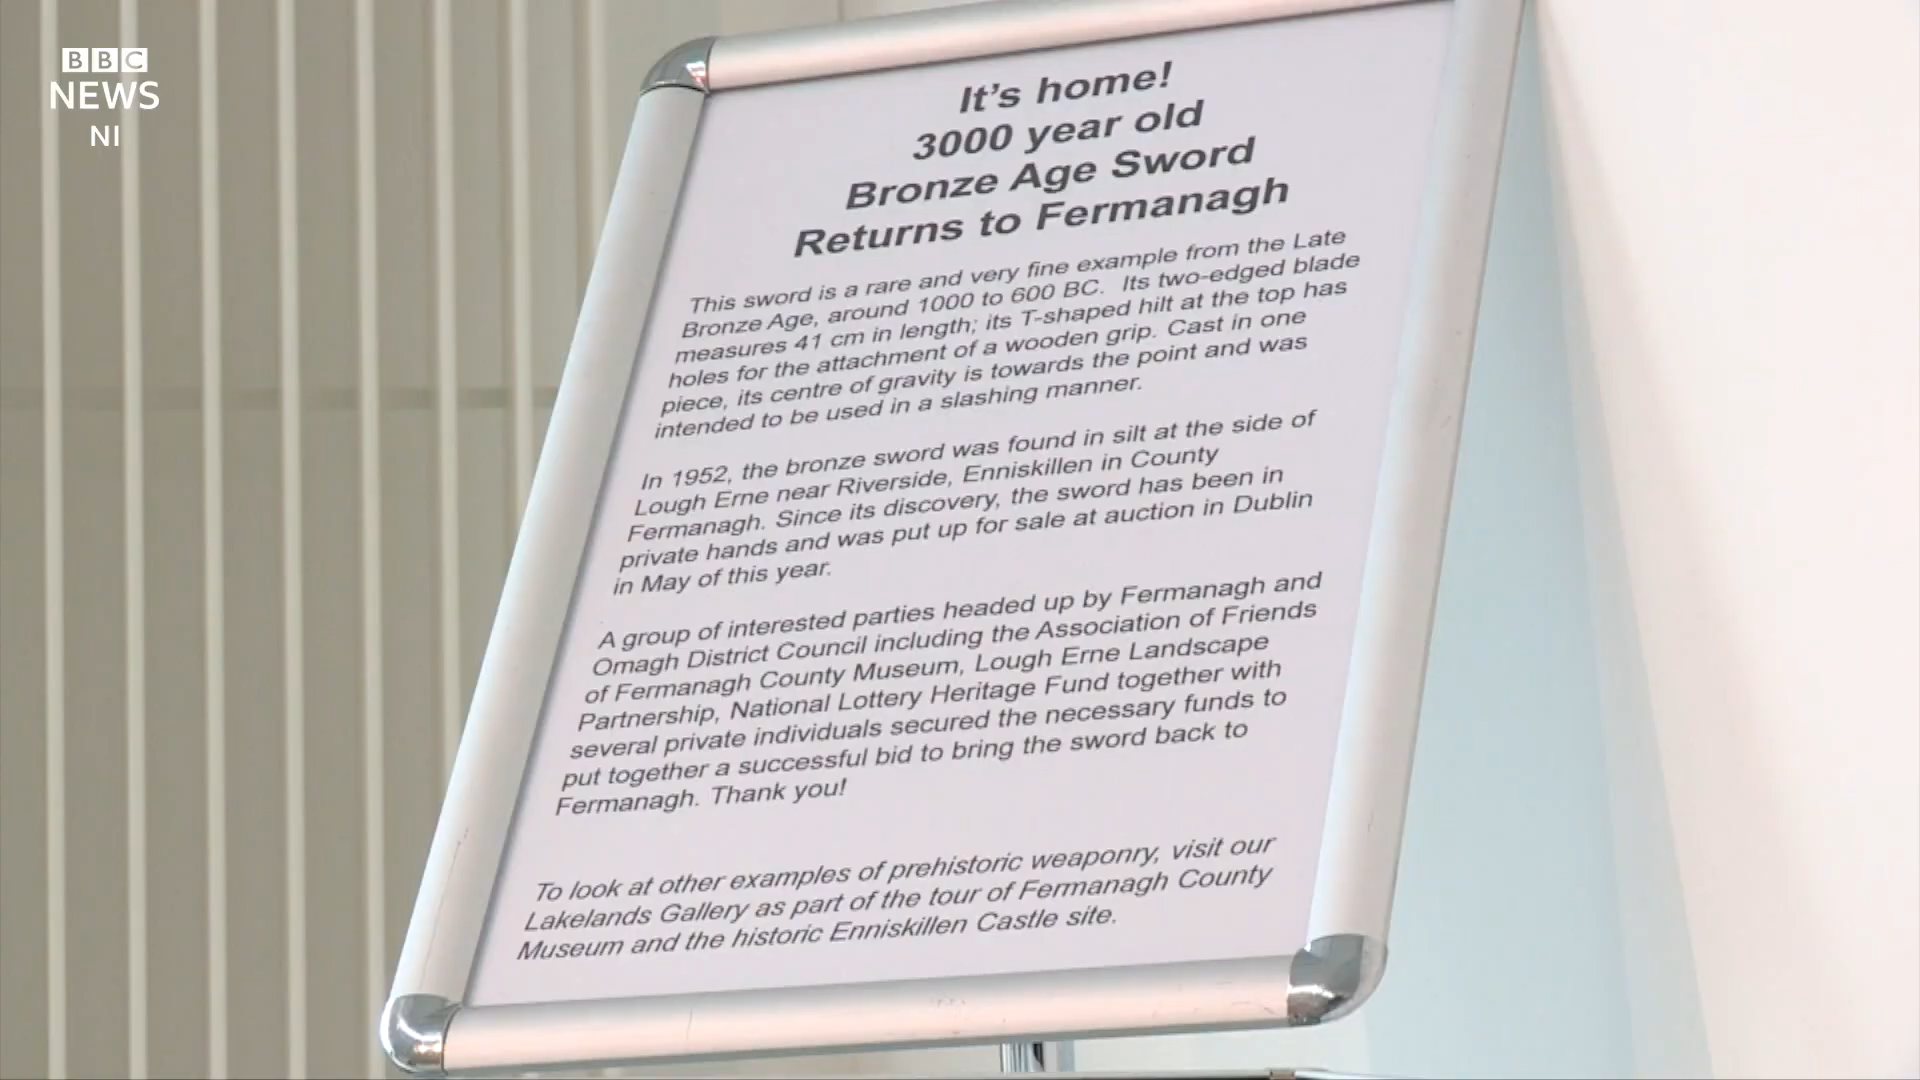 BBC
NEWS
NI
It's home!
3000 year old
Bronze Age Sword
Returns to Fermanagh
This sword is a rare and very fine example from the Late
Bronze Age, around 1000 to 600 BC. Its two-edged blade
measures 41 cm in length; its T-shaped hilt at the top has
holes for the attachment of a wooden grip. Cast in one
piece, its centre of gravity is towards the point and was
intended to be used in a slashing manner.
In 1952, the bronze sword was found in silt at the side of
Lough Erne near Riverside, Enniskillen in County
Fermanagh. Since its discovery, the sword has been in
private hands and was put up for sale at auction in Dublin
in May of this year.
A group of interested parties headed up by Fermanagh and
Omagh District Council including the Association of Friends
of Fermanagh County Museum, Lough Erne Landscape
Partnership, National Lottery Heritage Fund together with
several private individuals secured the necessary funds to
put together a successful bid to bring the sword back to
Fermanagh. Thank you!
To look at other examples of prehistoric weaponry, visit our
Lakelands Gallery as part of the tour of Fermanagh County
Museum and the historic Enniskillen Castle site.